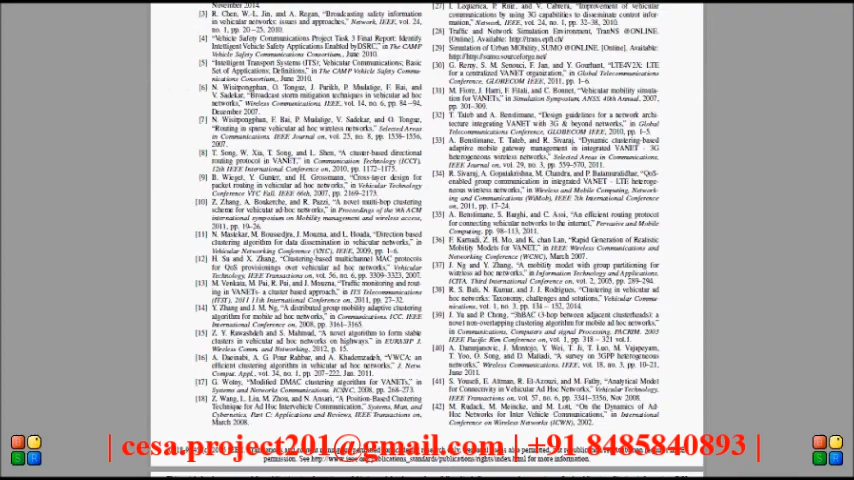 November 2014.
[3] R. Chen, W.-L. Jin, and A. Regan, "Broadcasting safety information
in vehicular networks: issues and approaches," Network, IEEE, vol. 24,
no. 1, pp. 20–25, 2010.
[4] "Vehicle Safety Communications Project Task 3 Final Report: Identify
Intelligent Vehicle Safety Applications Enabled byDSRC," in The CAMP
Vehicle Safety Communications Consortium., June 2010.
[5] "Intelligent Transport Systems (ITS); Vehicular Communications; Basic
Set of Applications; Definitions," in The CAMP Vehicle Safety Commu-
nications Consortium., June 2010.
[6] N. Wisitpongphan, O. Tonguz, J. Parikh, P. Mudalige, F. Bai, and
V. Sadekar, "Broadcast storm mitigation techniques in vehicular ad hoc
networks," Wireless Communications, IEEE, vol. 14, no. 6, pp. 84 –94,
December 2007.
[7] N. Wisitpongphan, F. Bai, P. Mudalige, V. Sadekar, and O. Tonguz,
"Routing in sparse vehicular ad hoc wireless networks," Selected Areas
in Communications, IEEE Journal on, vol. 25, no. 8, pp. 1538–1556,
2007.
[8] T. Song, W. Xia, T. Song, and L. Shen, "A cluster-based directional
routing protocol in VANET," in Communication Technology (ICCT),
12th IEEE International Conference on, 2010, pp. 1172–1175.
[9] B. Wiegel, Y. Gunter, and H. Grossmann, "Cross-layer design for
packet routing in vehicular ad hoc networks," in Vehicular Technology
Conference VTC Fall. IEEE 66th, 2007, pp. 2169–2173.
[10] Z. Zhang, A. Boukerche, and R. Pazzi, "A novel multi-hop clustering
scheme for vehicular ad-hoc networks," in Proceedings of the 9th ACM
international symposium on Mobility management and wireless access,
2011, pp. 19–26.
[11] N. Maslekar, M. Boussedjra, J. Mouzna, and L. Houda, "Direction based
clustering algorithm for data dissemination in vehicular networks," in
Vehicular Networking Conference (VNC), IEEE, 2009, pp. 1–6.
[12] H. Su and X. Zhang, "Clustering-based multichannel MAC protocols
for QoS provisionings over vehicular ad hoc networks," Vehicular
Technology, IEEE Transactions on, vol. 56, no. 6, pp. 3309–3323, 2007.
[13] M. Venkata, M. Pai, R. Pai, and J. Mouzna, "Traffic monitoring and rout-
ing in VANETs- a cluster based approach," in ITS Telecommunications
(ITST), 2011 11th International Conference on, 2011, pp. 27–32.
[14] Y. Zhang and J. M. Ng, "A distributed group mobility adaptive clustering
algorithm for mobile ad hoc networks," in Communications, ICC. IEEE
International Conference on, 2008, pp. 3161–3165.
[15] Z. Y. Rawashdeh and S. Mahmud, "A novel algorithm to form stable
clusters in vehicular ad hoc networks on highways," in EURASIP J.
Wireless Comm. and Networking, 2012, p. 15.
[16] A. Daeinabi, A. G. Pour Rahbar, and A. Khademzadeh, "VWCA: an
efficient clustering algorithm in vehicular ad hoc networks," J. Netw.
Comput. Appl., vol. 34, no. 1, pp. 207–222, Jan. 2011.
[17] G. Wolny, "Modified DMAC clustering algorithm for VANETs," in
Systems and Networks Communications, ICSNC, 2008, pp. 268–273.
[18] Z. Wang, L. Liu, M. Zhou, and N. Ansari, "A Position-Based Clustering
Technique for Ad Hoc Intervehicle Communication," Systems, Man, and
Cybernetics, Part C: Applications and Reviews, IEEE Transactions on,
March 2008.
[27] I. Lequerica, P. Ruiz, and V. Cabrera, "Improvement of vehicular
communications by using 3G capabilities to disseminate control infor-
mation," Network, IEEE, vol. 24, no. 1, pp. 32–38, 2010.
[28] Traffic and Network Simulation Environment, TranNS @ONLINE.
[Online]. Available: http://trans.epfl.ch/
[29] Simulation of Urban MObility, SUMO @ONLINE. [Online]. Available:
http://http://sumo.sourceforge.net/
[30] G. Remy, S. M. Senouci, F. Jan, and Y. Gourhant, "LTE4V2X: LTE
for a centralized VANET organization," in Global Telecommunications
Conference, GLOBECOM IEEE, 2011, pp. 1–6.
[31] M. Fiore, J. Harri, F. Filali, and C. Bonnet, "Vehicular mobility simula-
tion for VANETs," in Simulation Symposium, ANSS. 40th Annual, 2007,
pp. 301–309.
[32] T. Taleb and A. Benslimane, "Design guidelines for a network archi-
tecture integrating VANET with 3G & beyond networks," in Global
Telecommunications Conference, GLOBECOM IEEE, 2010, pp. 1–5.
[33] A. Benslimane, T. Taleb, and R. Sivaraj, "Dynamic clustering-based
adaptive mobile gateway management in integrated VANET - 3G
heterogeneous wireless networks," Selected Areas in Communications,
IEEE Journal on, vol. 29, no. 3, pp. 559–570, 2011.
[34] R. Sivaraj, A. Gopalakrishna, M. Chandra, and P. Balamuralidhar, "QoS-
enabled group communication in integrated VANET - LTE heteroge-
neous wireless networks," in Wireless and Mobile Computing, Network-
ing and Communications (WiMob), IEEE 7th International Conference
on, 2011, pp. 17–24.
[35] A. Benslimane, S. Barghi, and C. Assi, "An efficient routing protocol
for connecting vehicular networks to the internet," Pervasive and Mobile
Computing, pp. 98–113, 2011.
[36] F. Karnadi, Z. H. Mo, and K. chan Lan, "Rapid Generation of Realistic
Mobility Models for VANET," in IEEE Wireless Communications and
Networking Conference (WCNC), March 2007.
[37] J. Ng and Y. Zhang, "A mobility model with group partitioning for
wireless ad hoc networks," in Information Technology and Applications,
ICITA. Third International Conference on, vol. 2, 2005, pp. 289–294.
[38] R. S. Bali, N. Kumar, and J. J. Rodrigues, "Clustering in vehicular ad
hoc networks: Taxonomy, challenges and solutions," Vehicular Commu-
nications, vol. 1, no. 3, pp. 134 – 152, 2014.
[39] J. Yu and P. Chong, "3hBAC (3-hop between adjacent clusterheads): a
novel non-overlapping clustering algorithm for mobile ad hoc networks,"
in Communications, Computers and signal Processing, PACRIM. 2003
IEEE Pacific Rim Conference on, vol. 1, pp. 318 – 321 vol.1.
[40] A. Damnjanovic, J. Montojo, Y. Wei, T. Ji, T. Luo, M. Vajapeyam,
T. Yoo, O. Song, and D. Malladi, "A survey on 3GPP heterogeneous
networks," Wireless Communications, IEEE, vol. 18, no. 3, pp. 10–21,
June 2011.
[41] S. Yousefi, E. Altman, R. El-Azouzi, and M. Fathy, "Analytical Model
for Connectivity in Vehicular Ad Hoc Networks," Vehicular Technology,
IEEE Transactions on, vol. 57, no. 6, pp. 3341–3356, Nov 2008.
[42] M. Rudack, M. Meincke, and M. Lott, "On the Dynamics of Ad-
Hoc Networks for Inter Vehicle Communications," in International
Conference on Wireless Networks (ICWN), 2002.
| cesa.project201@gmail.com | +91 8485840893 |
permission. See http://www.ieee.org/publications_standards/publications/rights/index.html for more information.
S R
S R